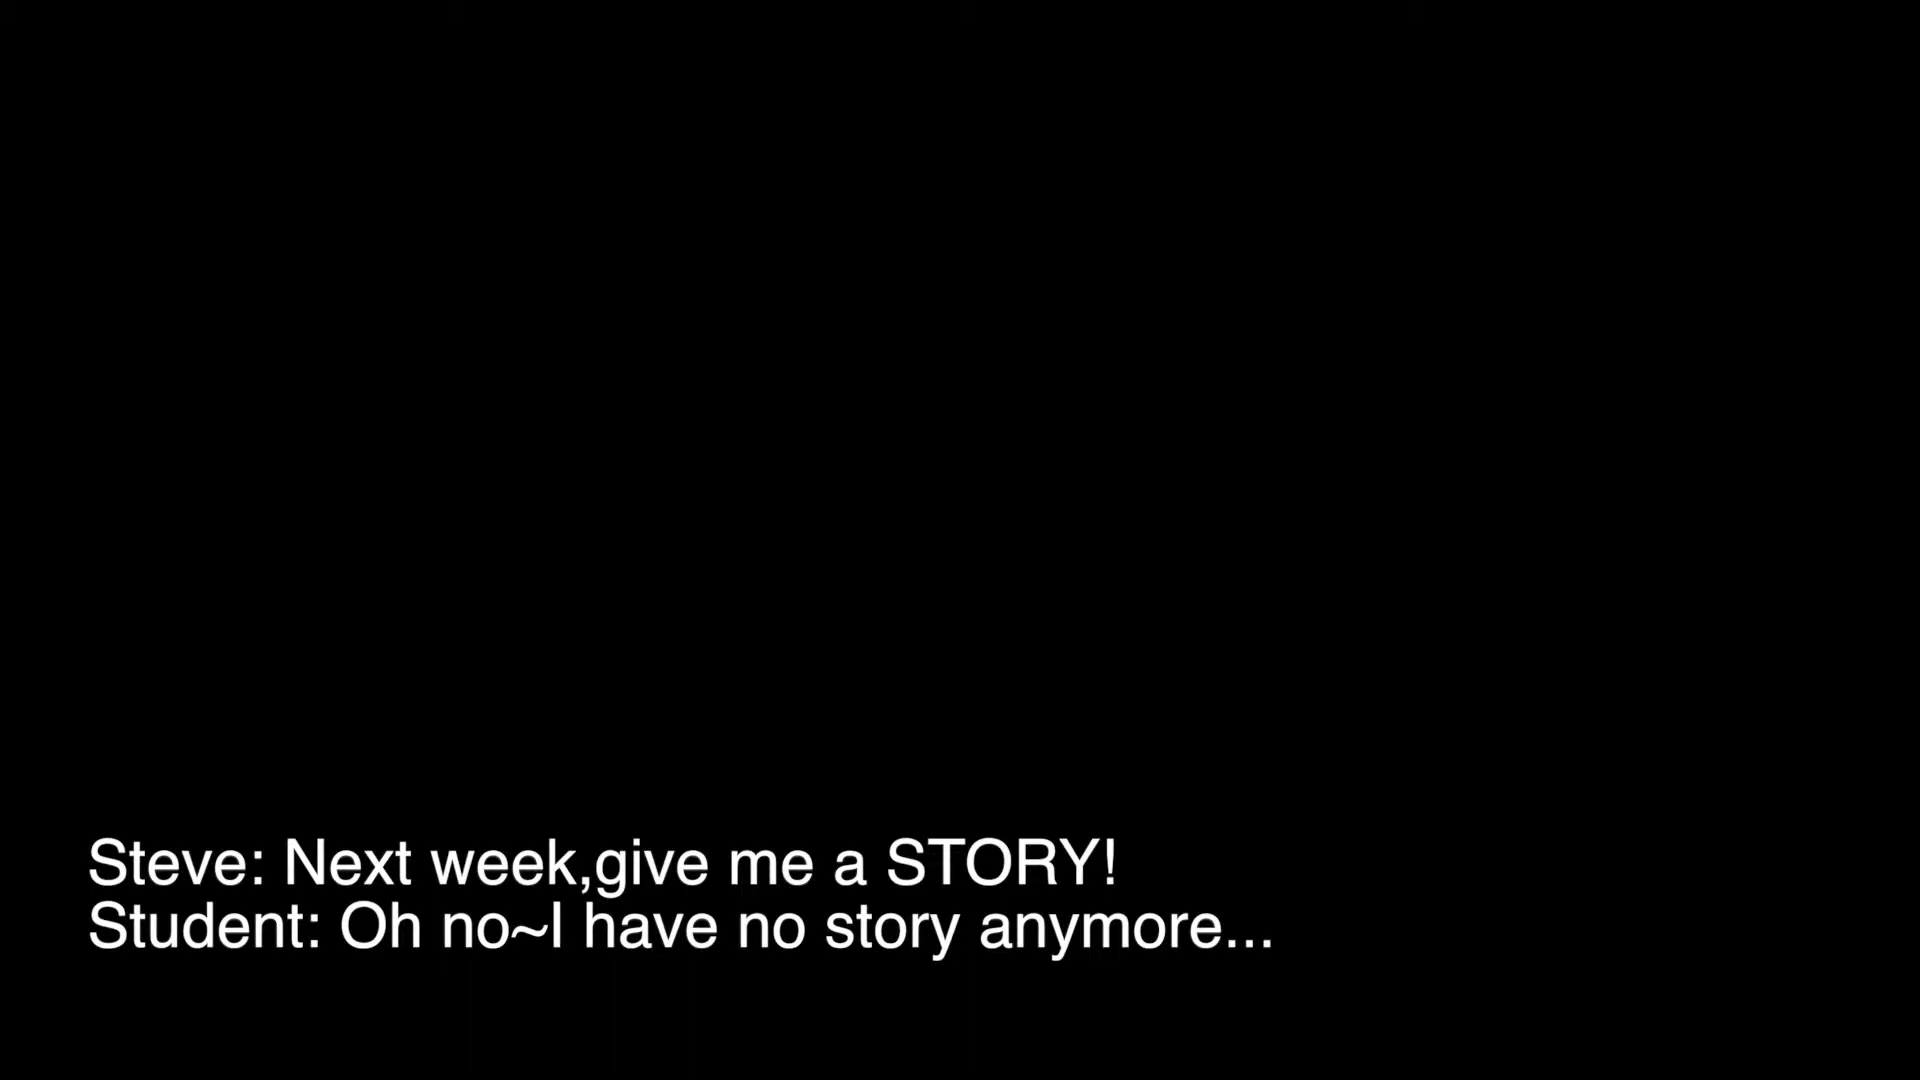 Steve: Next week,give me a STORY!
Student: Oh no~I have no story anymore...